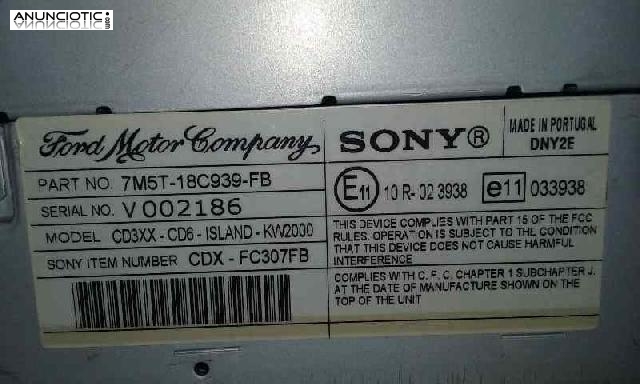 ANUNCIOTIC.es
Ford Motor Company
PART NO. 7M5T-18C939-FB
SERIAL NO. V002186
MODEL CD3XX - CD6 - ISLAND - KW2000
SONY ITEM NUMBER CDX - FC307FB
SONY®
MADE IN PORTUGAL
DNY2E
E11 10 R- 02 3938 e11 033938
THIS DEVICE COMPLIES WITH PART 15 OF THE FCC
RULES. OPERATION IS SUBJECT TO THE CONDITION
THAT THIS DEVICE DOES NOT CAUSE HARMFUL
INTERFERENCE
COMPLIES WITH C. F. C. CHAPTER 1 SUBCHAPTER J.
AT THE DATE OF MANUFACTURE SHOWN ON THE
TOP OF THE UNIT